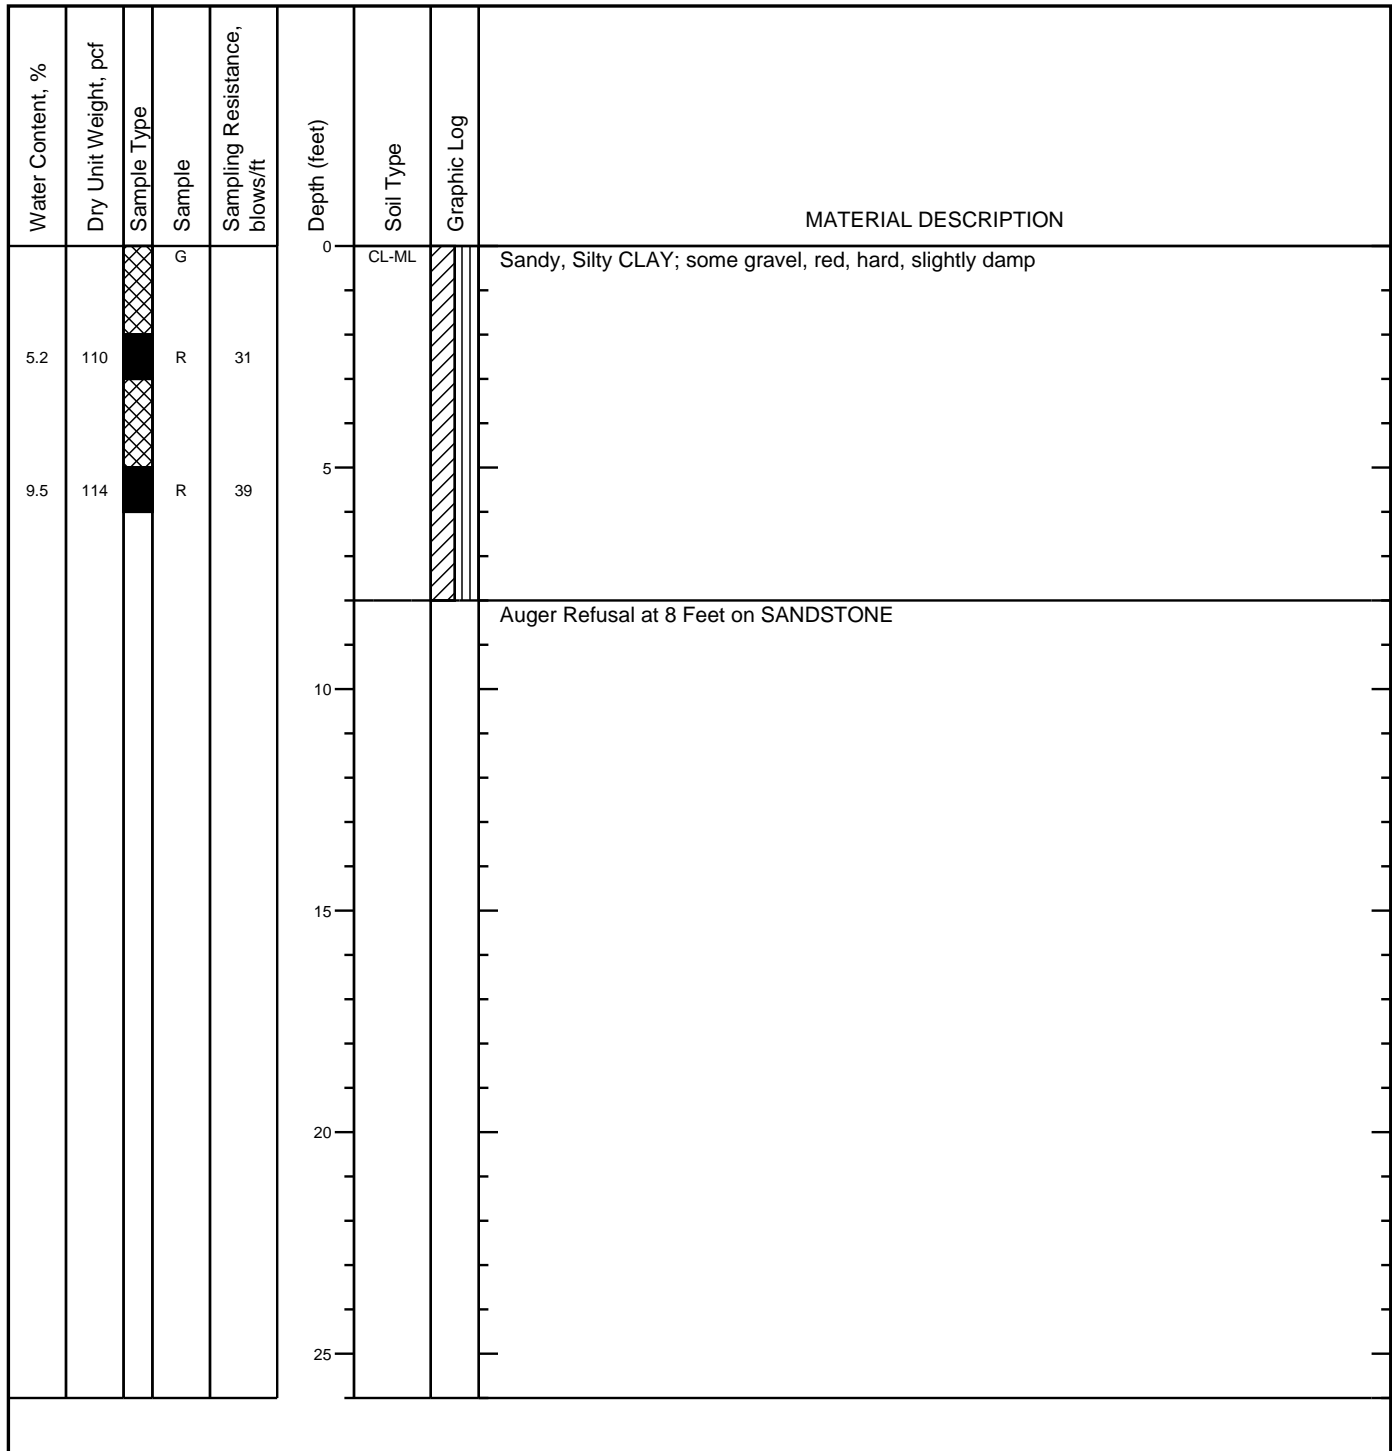 Water Content, %
Dry Unit Weight, pcf
Sample Type
Sample
Sampling Resistance,
blows/ft
Depth (feet)
Soil Type
Graphic Log
MATERIAL DESCRIPTION
0
G
CL-ML
Sandy, Silty CLAY; some gravel, red, hard, slightly damp
5.2
110
R
31
5
9.5
114
R
39
Auger Refusal at 8 Feet on SANDSTONE
10
15
20
25